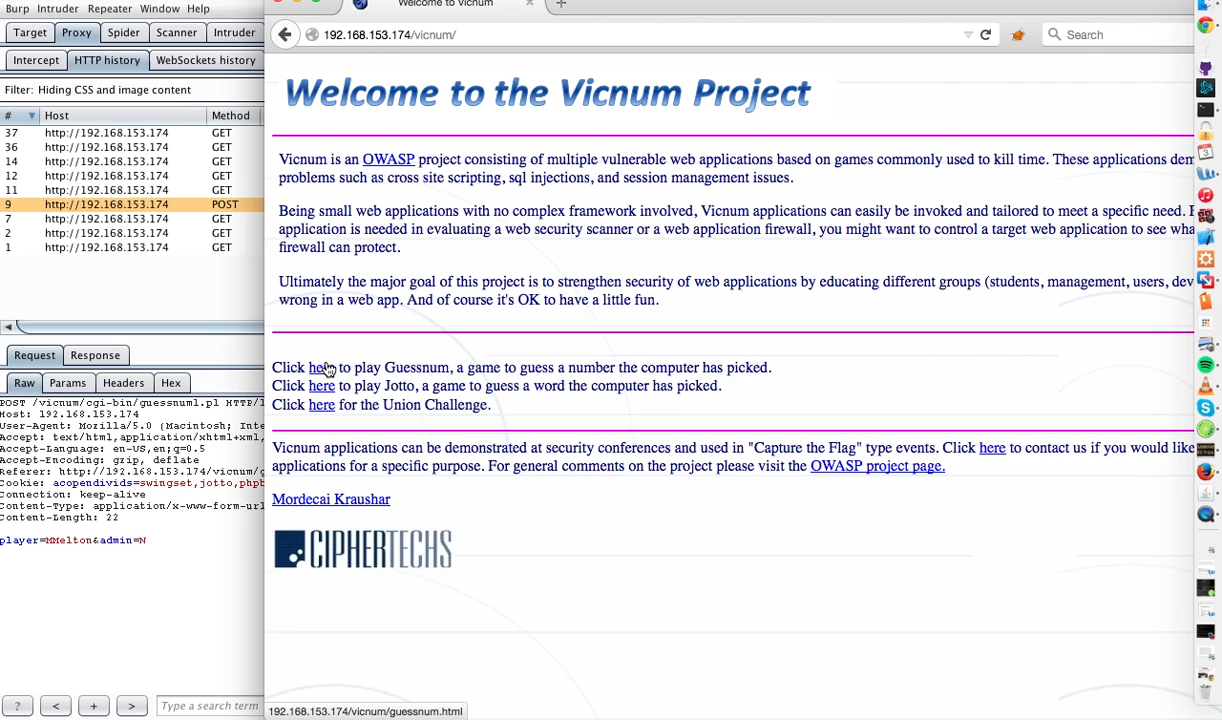 Burp Intruder Repeater Window Help
Target Proxy Spider Scanner Intruder
Intercept HTTP history WebSockets history
Filter: Hiding CSS and image content
# Host Method
37 http://192.168.153.174 GET
36 http://192.168.153.174 GET
14 http://192.168.153.174 GET
12 http://192.168.153.174 GET
11 http://192.168.153.174 GET
9 http://192.168.153.174 POST
7 http://192.168.153.174 GET
2 http://192.168.153.174 GET
1 http://192.168.153.174 GET
Request Response
Raw Params Headers Hex
POST /vicnum/cgi-bin/guessnum1.pl HTTP/1
Host: 192.168.153.174
User-Agent: Mozilla/5.0 (Macintosh; Inte
Accept: text/html,application/xhtml+xml,
Accept-Language: en-US,en;q=0.5
Accept-Encoding: gzip, deflate
Referer: http://192.168.153.174/vicnum/g
Cookie: acopendivids=swingset,jotto,phpb
Connection: keep-alive
Content-Type: application/x-www-form-url
Content-Length: 22
player=MMelton&admin=N
? < + > Type a search term
Welcome to Vicnum
192.168.153.174/vicnum/
Search
Welcome to the Vicnum Project
Vicnum is an OWASP project consisting of multiple vulnerable web applications based on games commonly used to kill time. These applications dem
problems such as cross site scripting, sql injections, and session management issues.
Being small web applications with no complex framework involved, Vicnum applications can easily be invoked and tailored to meet a specific need.
application is needed in evaluating a web security scanner or a web application firewall, you might want to control a target web application to see wha
firewall can protect.
Ultimately the major goal of this project is to strengthen security of web applications by educating different groups (students, management, users, dev
wrong in a web app. And of course it's OK to have a little fun.
Click here to play Guessnum, a game to guess a number the computer has picked.
Click here to play Jotto, a game to guess a word the computer has picked.
Click here for the Union Challenge.
Vicnum applications can be demonstrated at security conferences and used in "Capture the Flag" type events. Click here to contact us if you would like
applications for a specific purpose. For general comments on the project please visit the OWASP project page.
Mordecai Kraushar
CIPHERTECHS
192.168.153.174/vicnum/guessnum.html